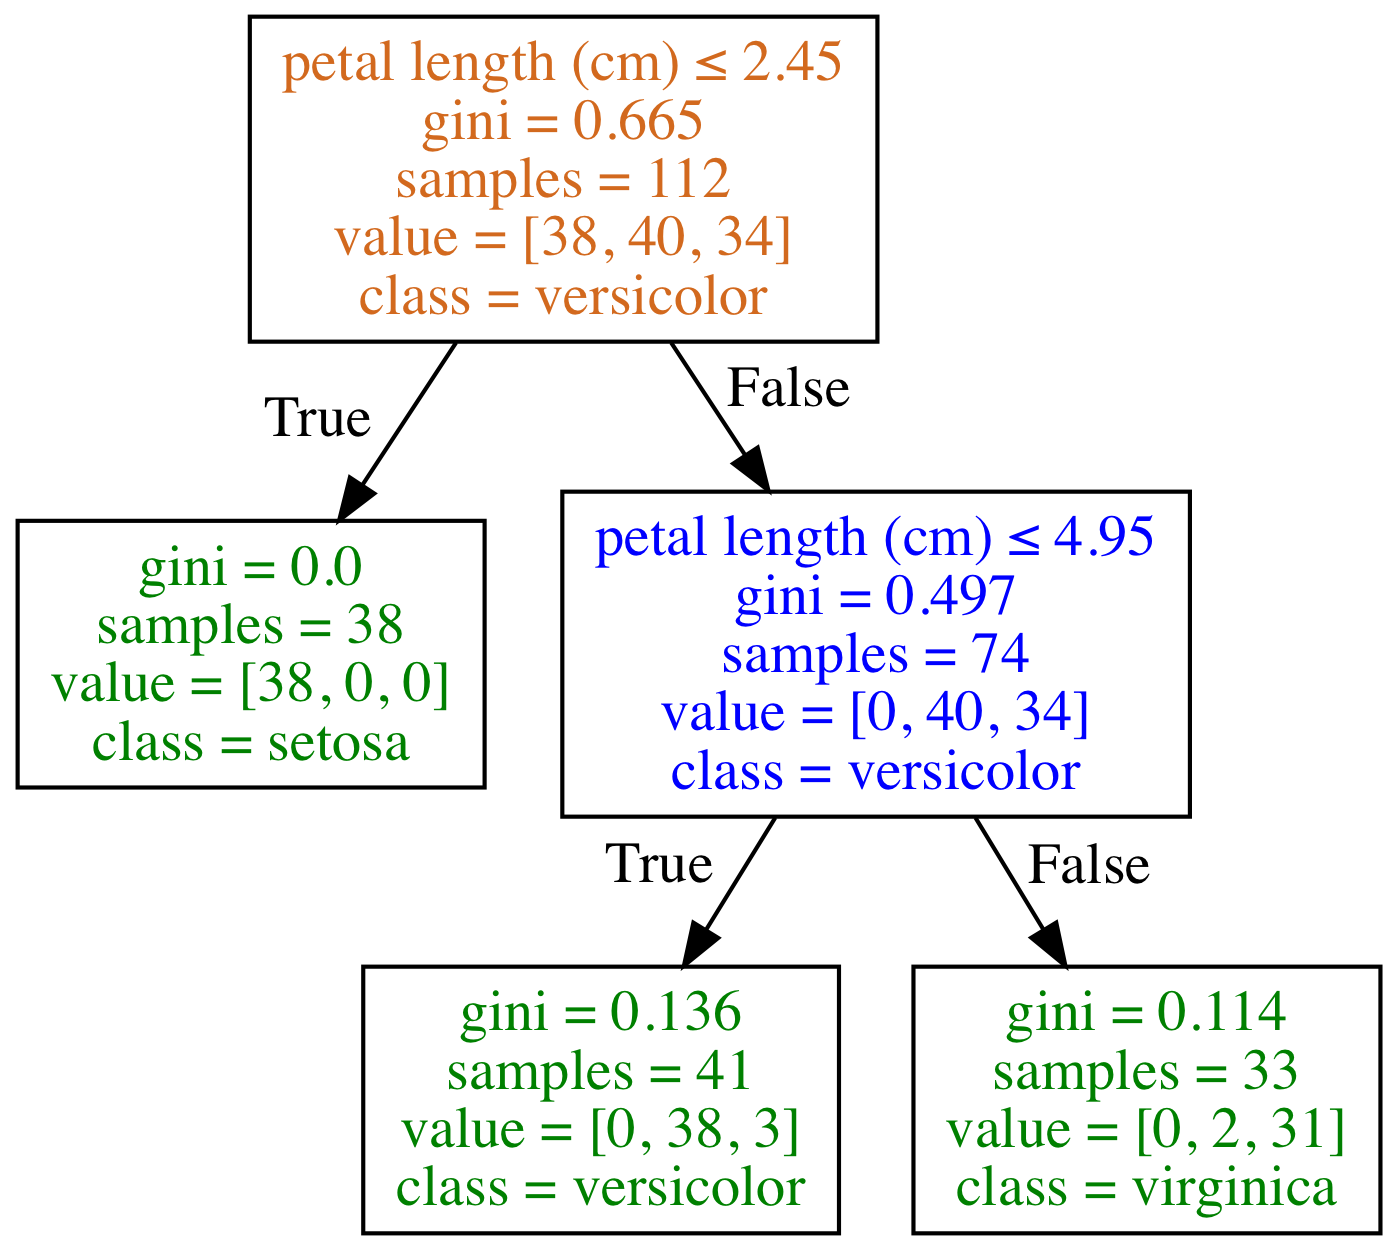 petal length (cm) ≤ 2.45
gini = 0.665
samples = 112
value = [38, 40, 34]
class = versicolor
True
False
gini = 0.0
samples = 38
value = [38, 0, 0]
class = setosa
petal length (cm) ≤ 4.95
gini = 0.497
samples = 74
value = [0, 40, 34]
class = versicolor
True
False
gini = 0.136
samples = 41
value = [0, 38, 3]
class = versicolor
gini = 0.114
samples = 33
value = [0, 2, 31]
class = virginica